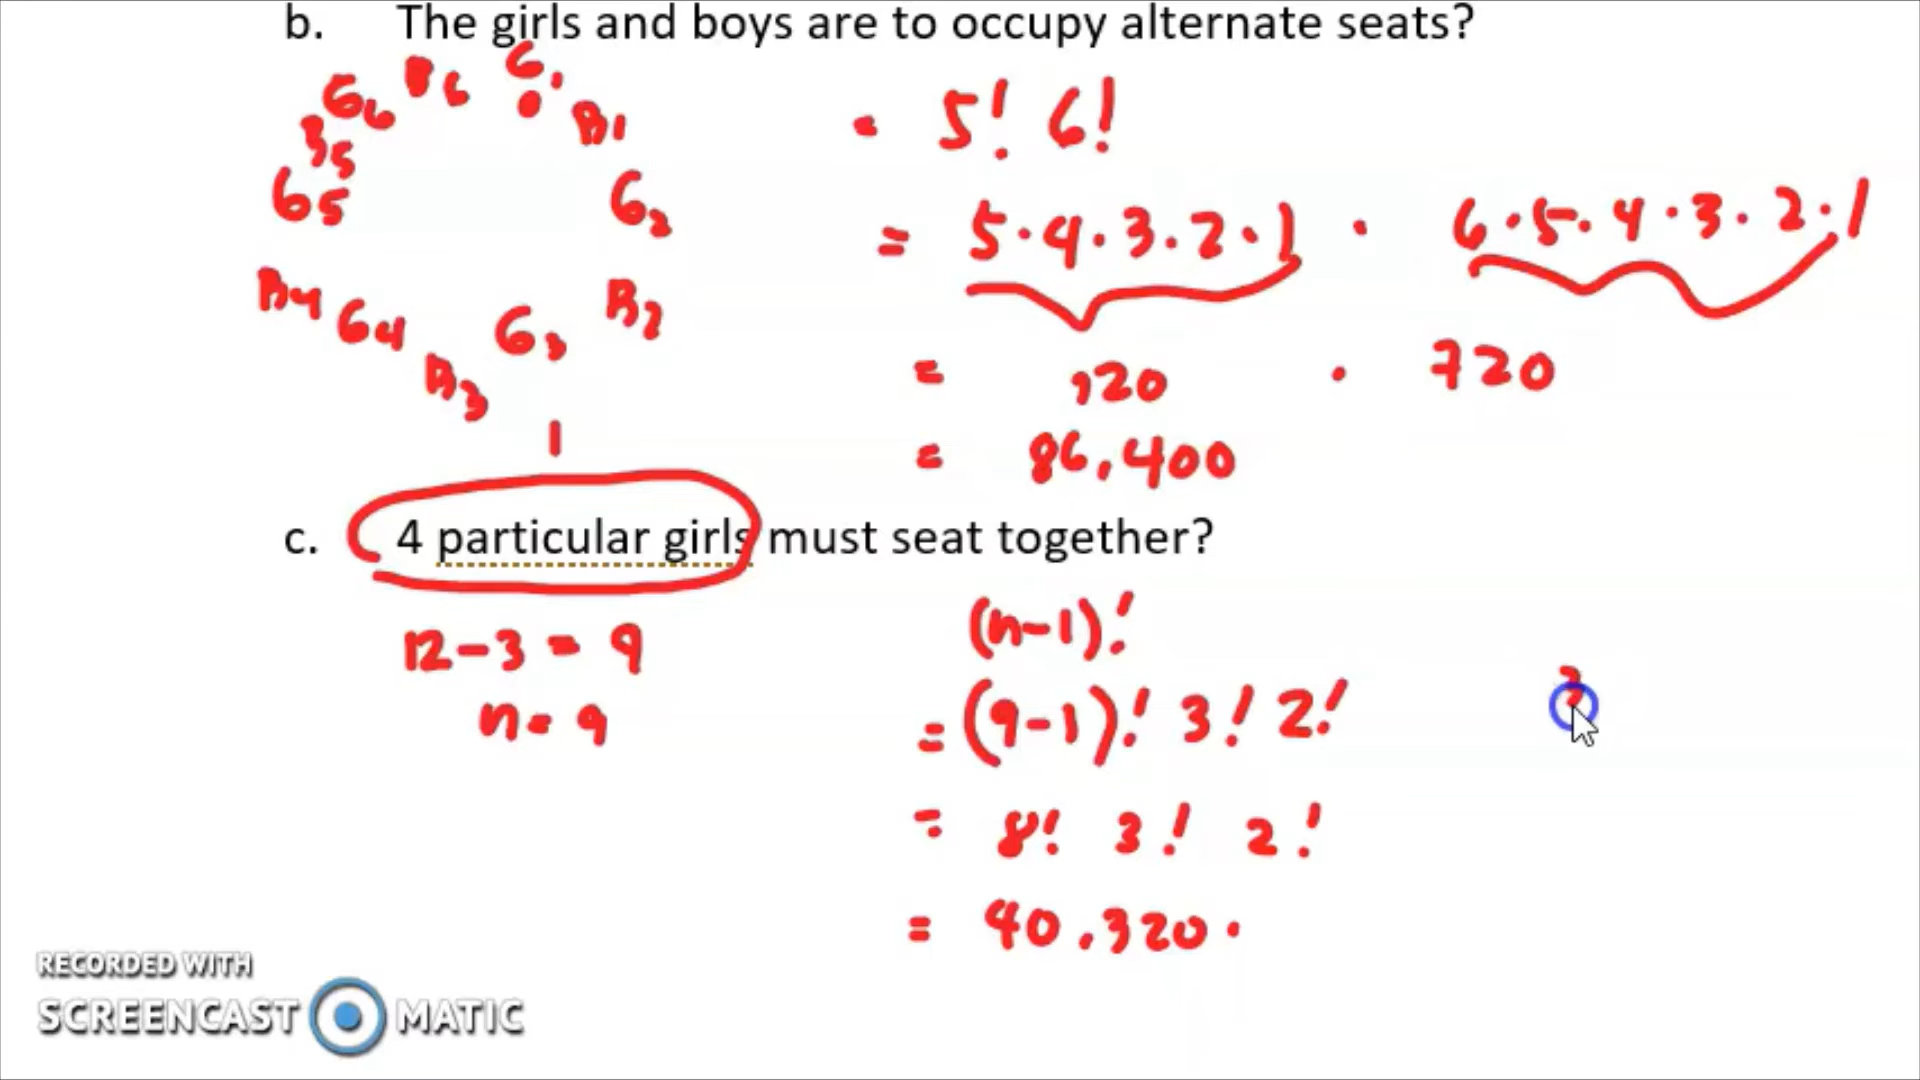 b. The girls and boys are to occupy alternate seats?
G1
B6
G6
B1
B5
G5
G2
B4
G4
G3
B2
B3
1
= 5! 6!
= 5·4·3·2·1 · 6·5·4·3·2·1
= 120 · 720
= 86,400
c. 4 particular girls must seat together?
12-3 = 9
n = 9
(n-1)!
= (9-1)! 3! 2!
3
= 8! 3! 2!
= 40,320 ·
RECORDED WITH
SCREENCAST MATIC